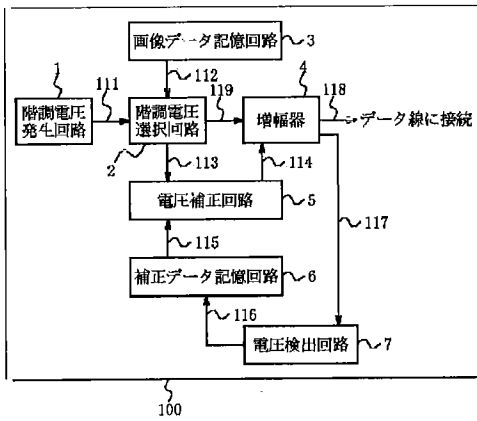 画像データ記憶回路
3
1
111
112
119
4
118
階調電圧
発生回路
階調電圧
選択回路
増幅器
データ線に接続
2
113
114
電圧補正回路
5
117
115
補正データ記憶回路
6
116
電圧検出回路
7
100